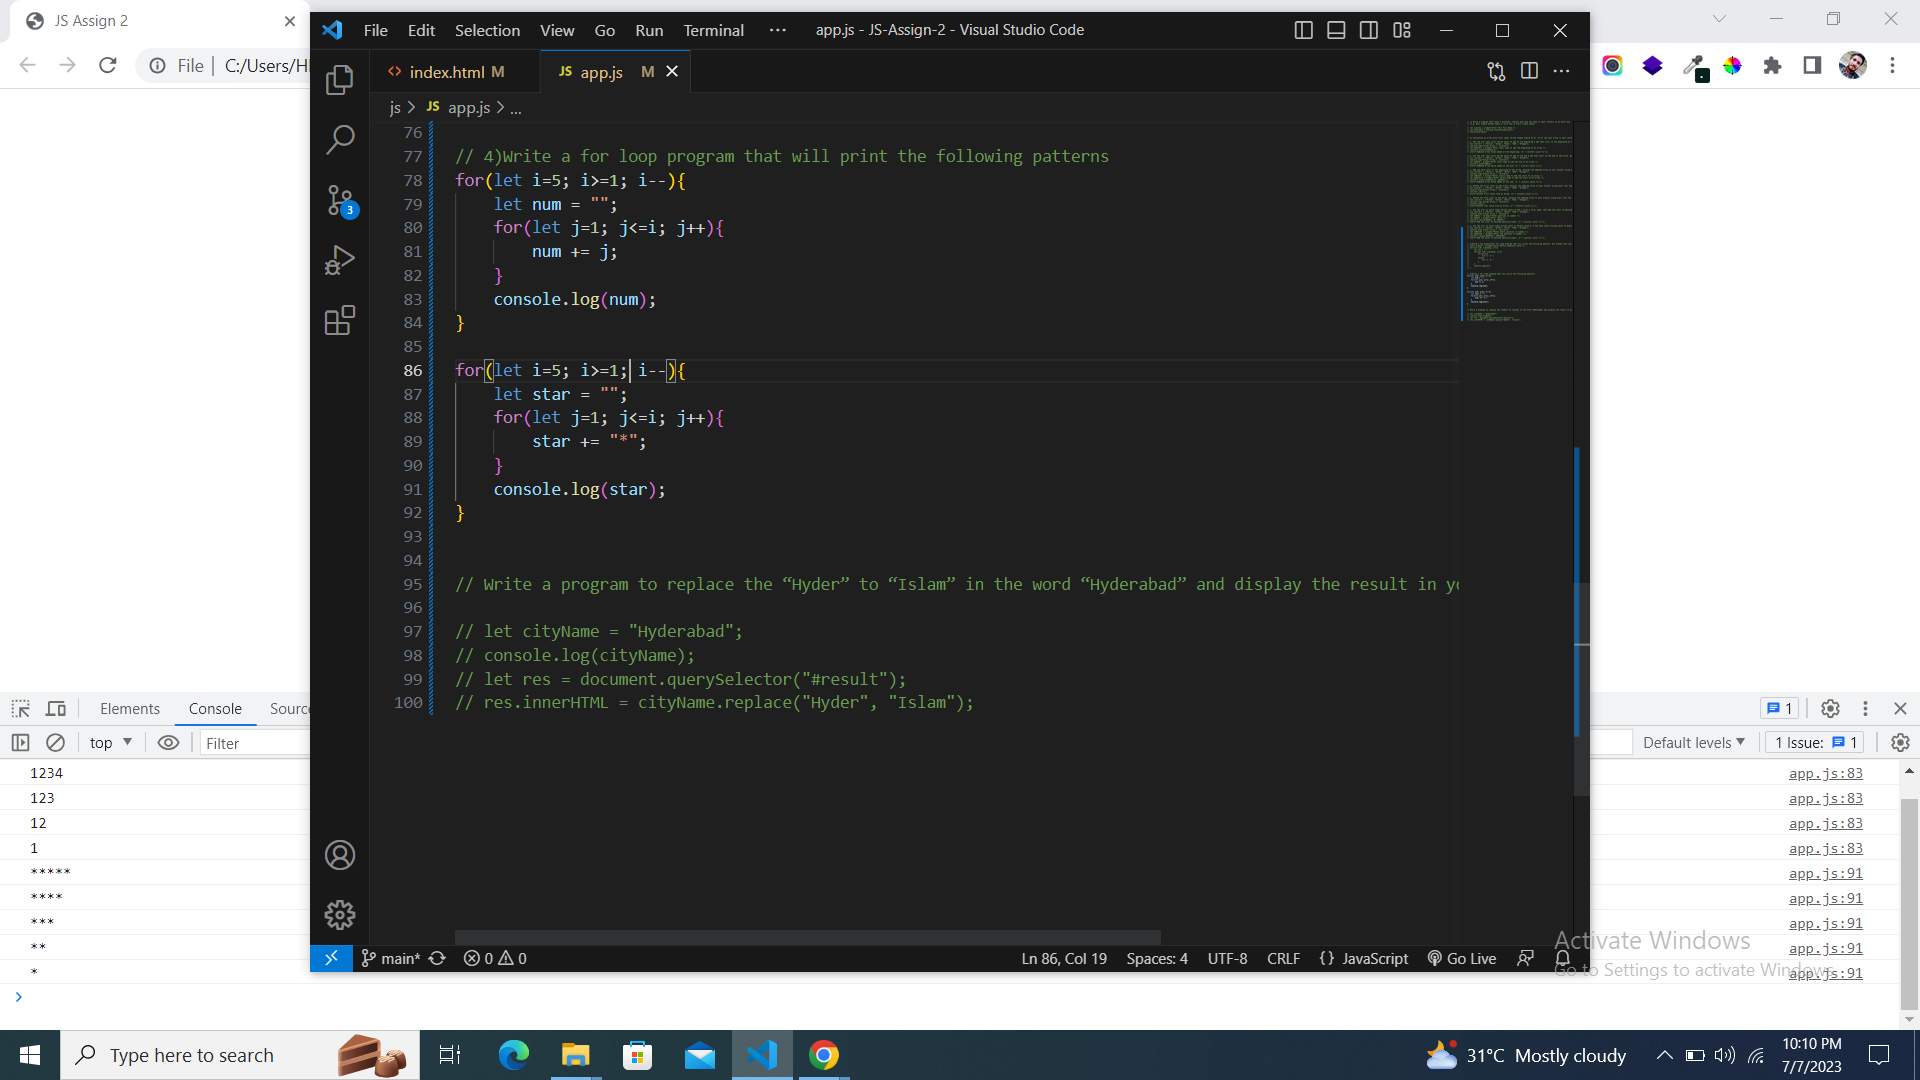 JS Assign 2
File
C:/Users/H
File Edit Selection View Go Run Terminal ··· app.js - JS-Assign-2 - Visual Studio Code
index.html M
JS app.js M
js > JS app.js > ...
76
77 // 4)Write a for loop program that will print the following patterns
78 for(let i=5; i>=1; i--){
79 let num = "";
80 for(let j=1; j<=i; j++){
81 num += j;
82 }
83 console.log(num);
84 }
85
86 for(let i=5; i>=1; i--){
87 let star = "";
88 for(let j=1; j<=i; j++){
89 star += "*";
90 }
91 console.log(star);
92 }
93
94
95 // Write a program to replace the “Hyder” to “Islam” in the word “Hyderabad” and display the result in y
96
97 // let cityName = "Hyderabad";
98 // console.log(cityName);
99 // let res = document.querySelector("#result");
100 // res.innerHTML = cityName.replace("Hyder", "Islam");
3
main* 0 0 Ln 86, Col 19 Spaces: 4 UTF-8 CRLF {} JavaScript Go Live
Elements Console Sourc
1
top Filter
Default levels 1 Issue: 1
1234 app.js:83
123 app.js:83
12 app.js:83
1 app.js:83
***** app.js:91
**** app.js:91
*** app.js:91
** app.js:91
* app.js:91
Activate Windows
Go to Settings to activate Windows.
Type here to search
31°C Mostly cloudy
10:10 PM
7/7/2023